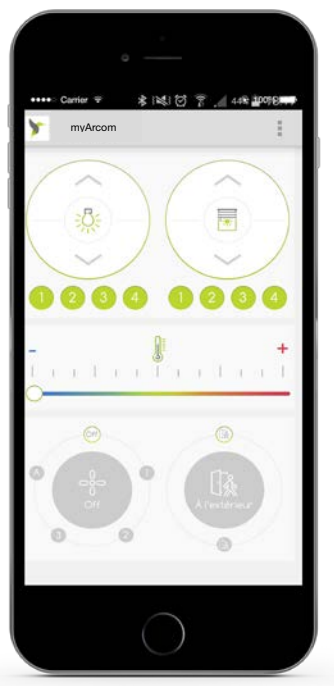 Carrier
myArcom
1 2 3 4 1 2 3 4
- +
Off
A 1
Off À l'extérieur
3 2